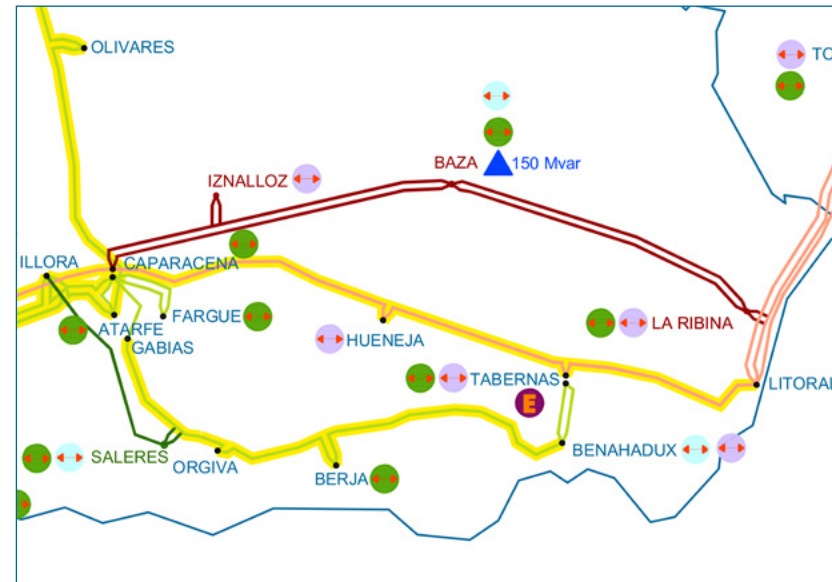 OLIVARES
TO
BAZA
150 Mvar
IZNALLOZ
ILLORA
CAPARACENA
FARGUE
ATARFE
GABIAS
HUENEJA
LA RIBINA
TABERNAS
LITORAL
E
SALERES
ORGIVA
BERJA
BENAHADUX